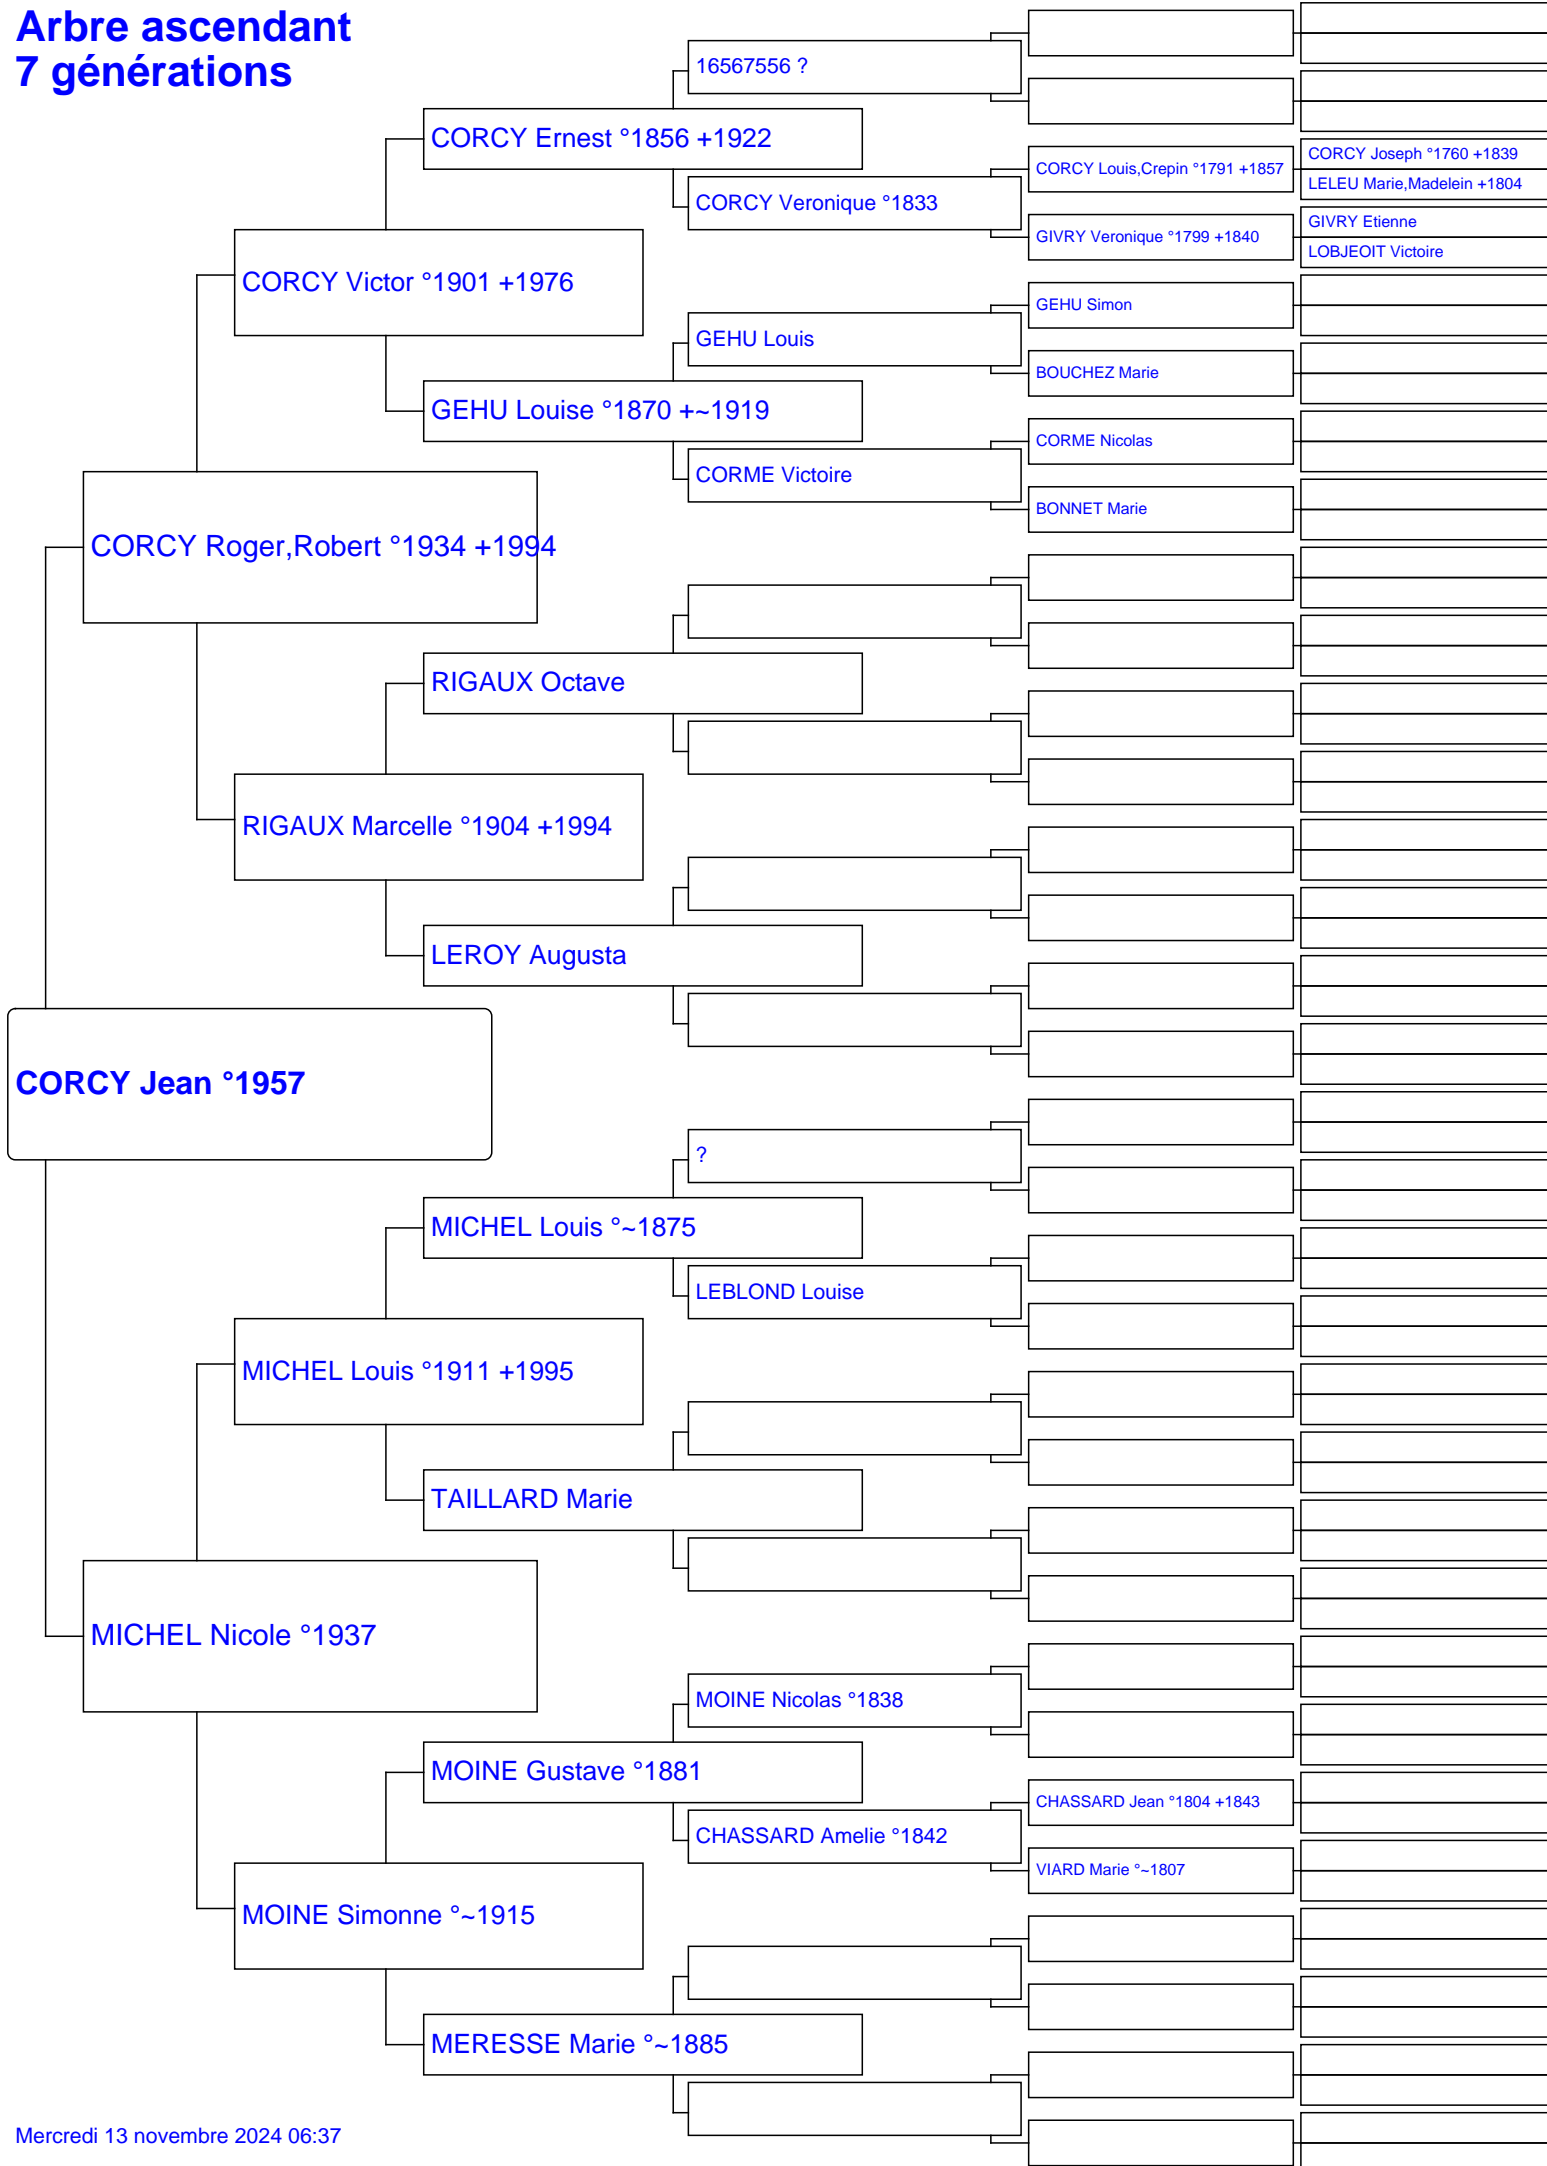 Arbre ascendant
7 générations
16567556 ?
CORCY Ernest °1856 +1922
CORCY Joseph °1760 +1839
CORCY Louis,Crepin °1791 +1857
LELEU Marie,Madelein +1804
CORCY Veronique °1833
GIVRY Etienne
GIVRY Veronique °1799 +1840
LOBJEOIT Victoire
CORCY Victor °1901 +1976
GEHU Simon
GEHU Louis
BOUCHEZ Marie
GEHU Louise °1870 +~1919
CORME Nicolas
CORME Victoire
BONNET Marie
CORCY Roger,Robert °1934 +1994
RIGAUX Octave
RIGAUX Marcelle °1904 +1994
LEROY Augusta
CORCY Jean °1957
?
MICHEL Louis °~1875
LEBLOND Louise
MICHEL Louis °1911 +1995
TAILLARD Marie
MICHEL Nicole °1937
MOINE Nicolas °1838
MOINE Gustave °1881
CHASSARD Jean °1804 +1843
CHASSARD Amelie °1842
VIARD Marie °~1807
MOINE Simonne °~1915
MERESSE Marie °~1885
Mercredi 13 novembre 2024 06:37